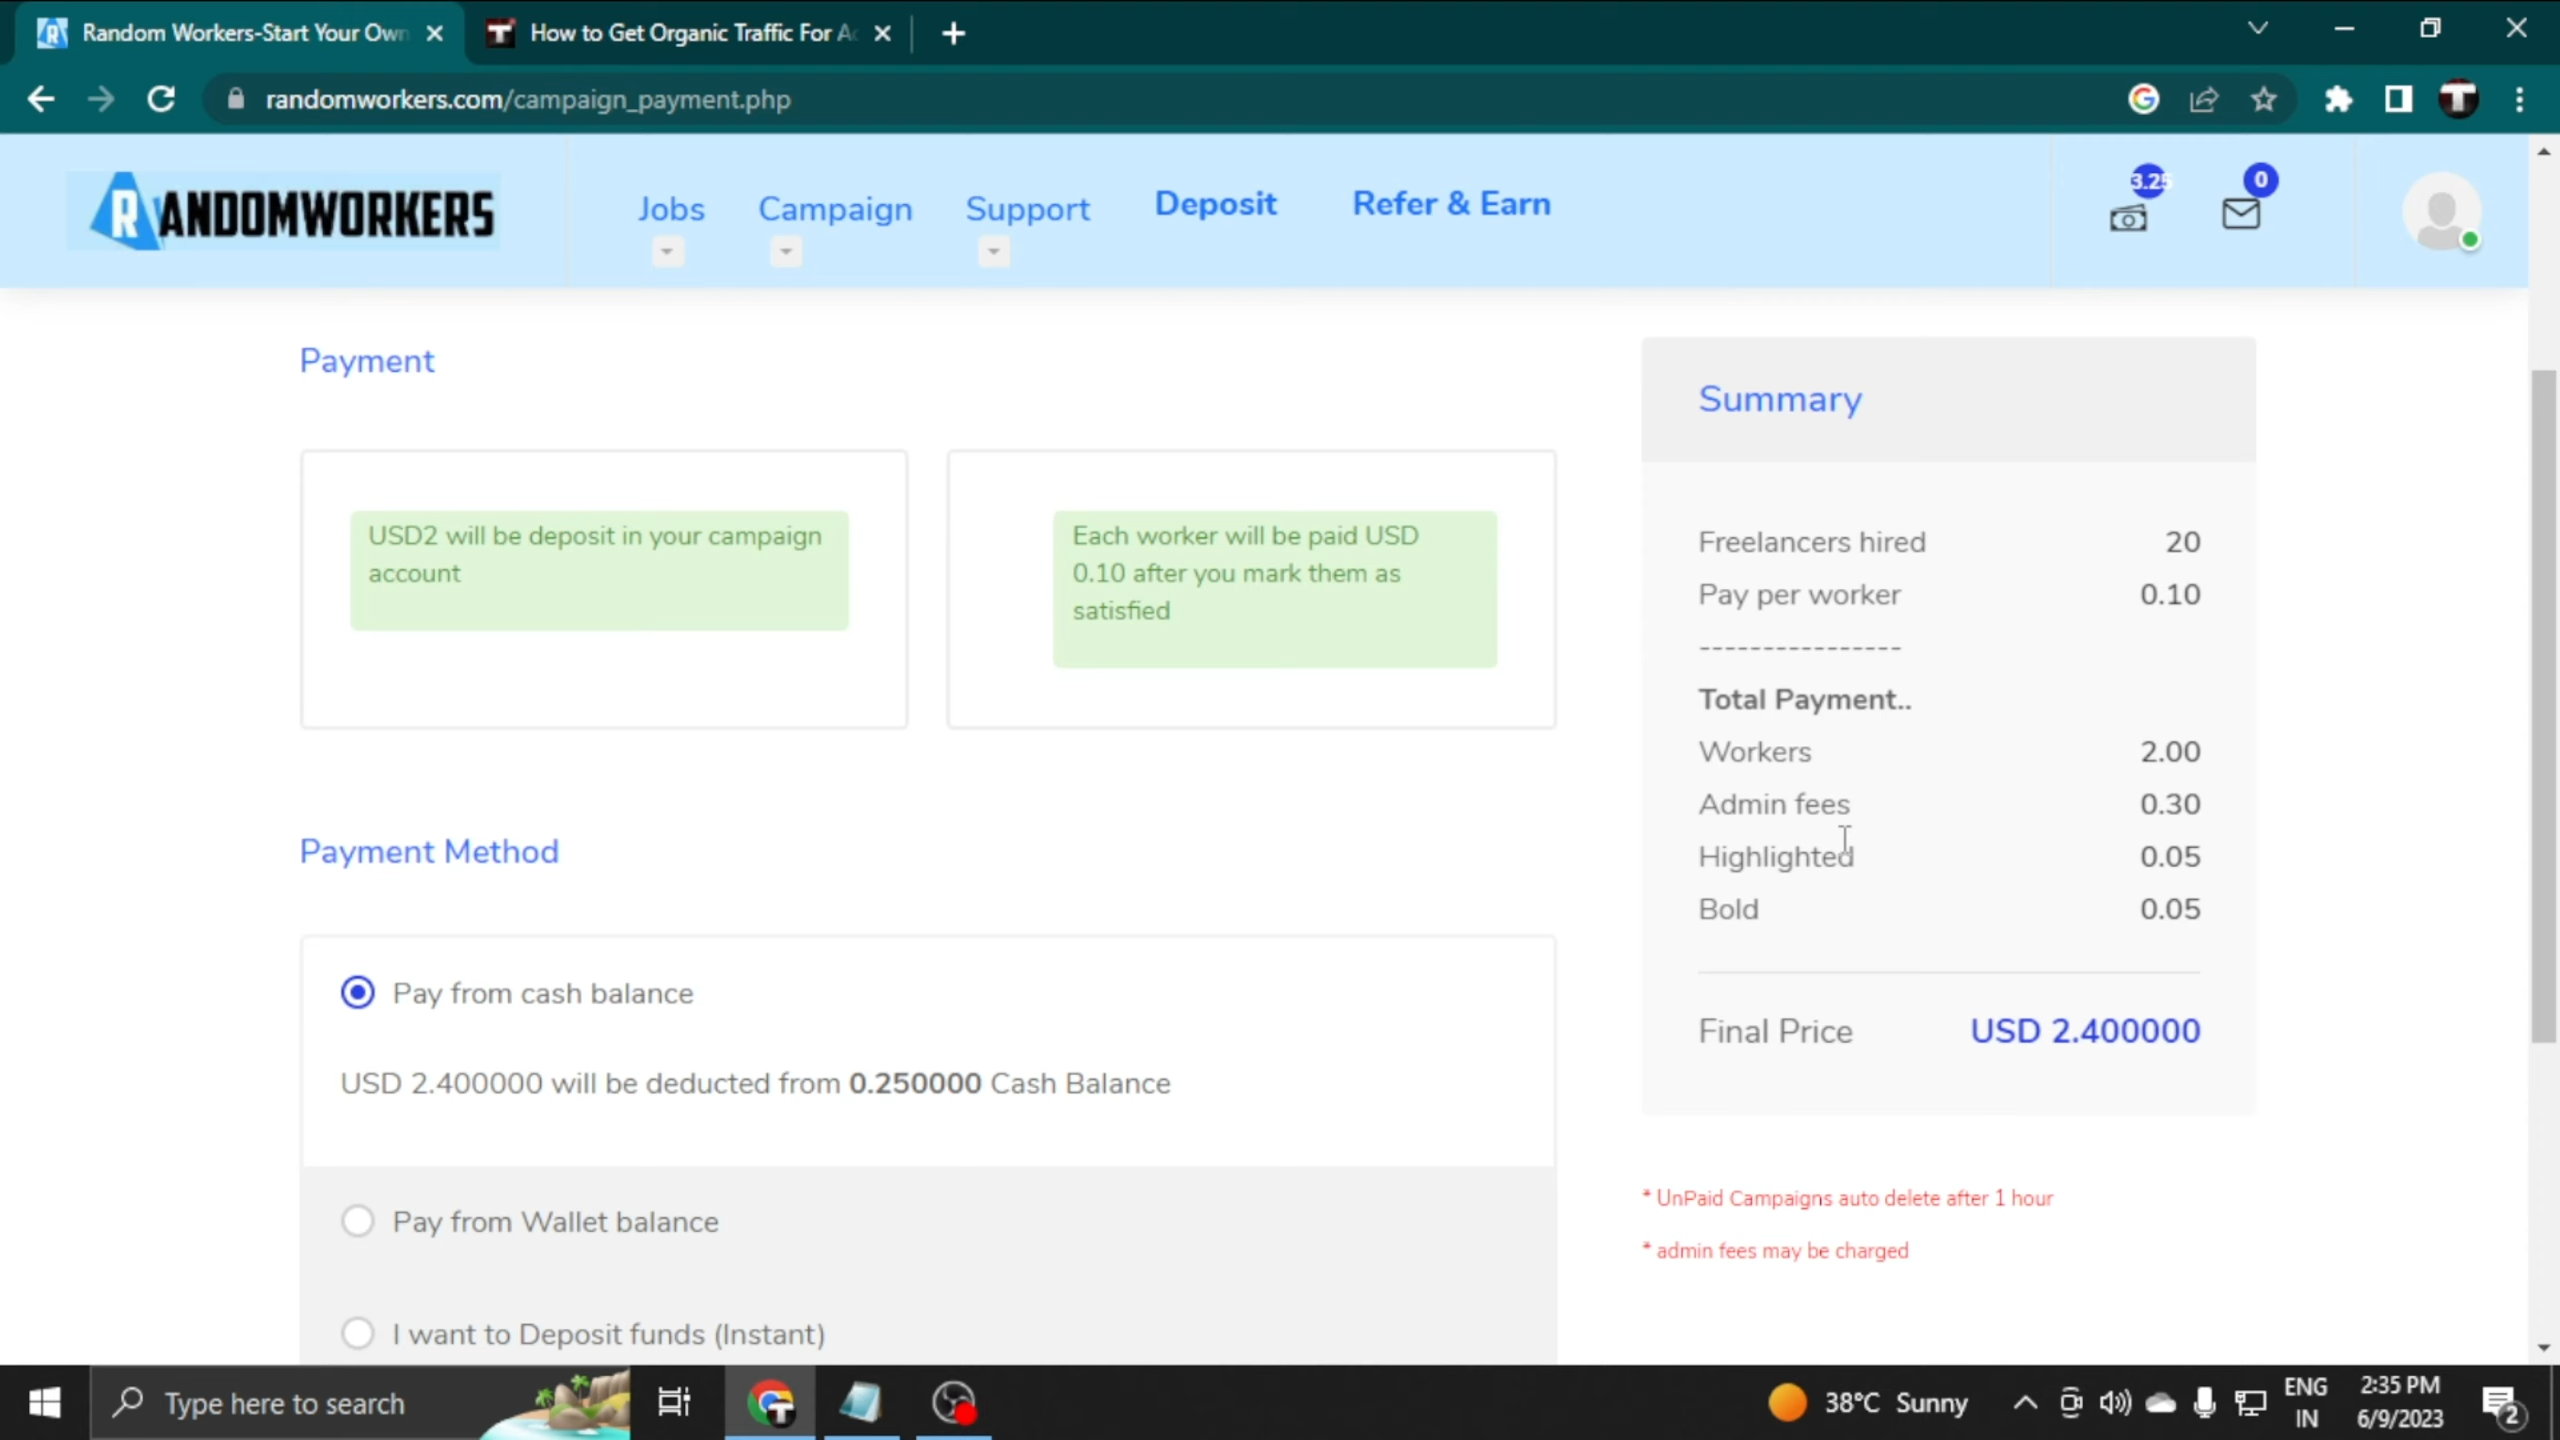 Random Workers-Start Your Own
How to Get Organic Traffic For A
randomworkers.com/campaign_payment.php
RANDOMWORKERS
Jobs
Campaign
Support
Deposit
Refer & Earn
3.25
0
Payment
USD2 will be deposit in your campaign
account
Each worker will be paid USD
0.10 after you mark them as
satisfied
Payment Method
Pay from cash balance
USD 2.400000 will be deducted from 0.250000 Cash Balance
Pay from Wallet balance
I want to Deposit funds (Instant)
Summary
Freelancers hired 20
Pay per worker 0.10
----------------
Total Payment..
Workers 2.00
Admin fees 0.30
Highlighted 0.05
Bold 0.05
Final Price USD 2.400000
* UnPaid Campaigns auto delete after 1 hour
* admin fees may be charged
Type here to search
38°C Sunny
ENG
IN
2:35 PM
6/9/2023
2